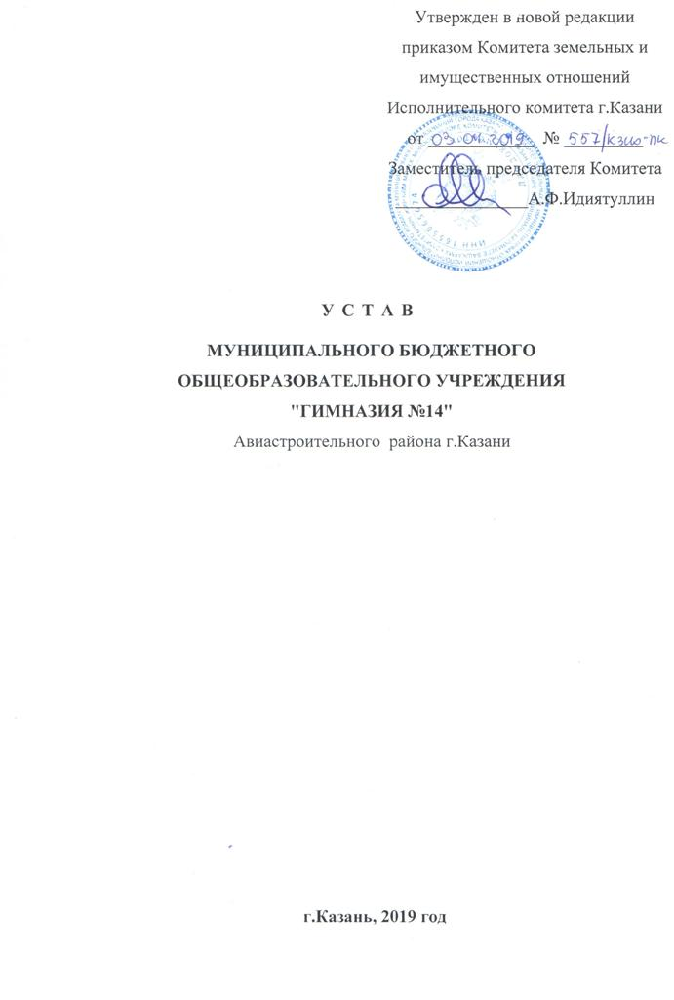 Утвержден в новой редакции
приказом Комитета земельных и
имущественных отношений
Исполнительного комитета г.Казани
от 03.04.2019 № 557/кзио-пк
Заместитель председателя Комитета
А.Ф.Идиятуллин
У С Т А В
МУНИЦИПАЛЬНОГО БЮДЖЕТНОГО
ОБЩЕОБРАЗОВАТЕЛЬНОГО УЧРЕЖДЕНИЯ
"ГИМНАЗИЯ №14"
Авиастроительного района г.Казани
г.Казань, 2019 год